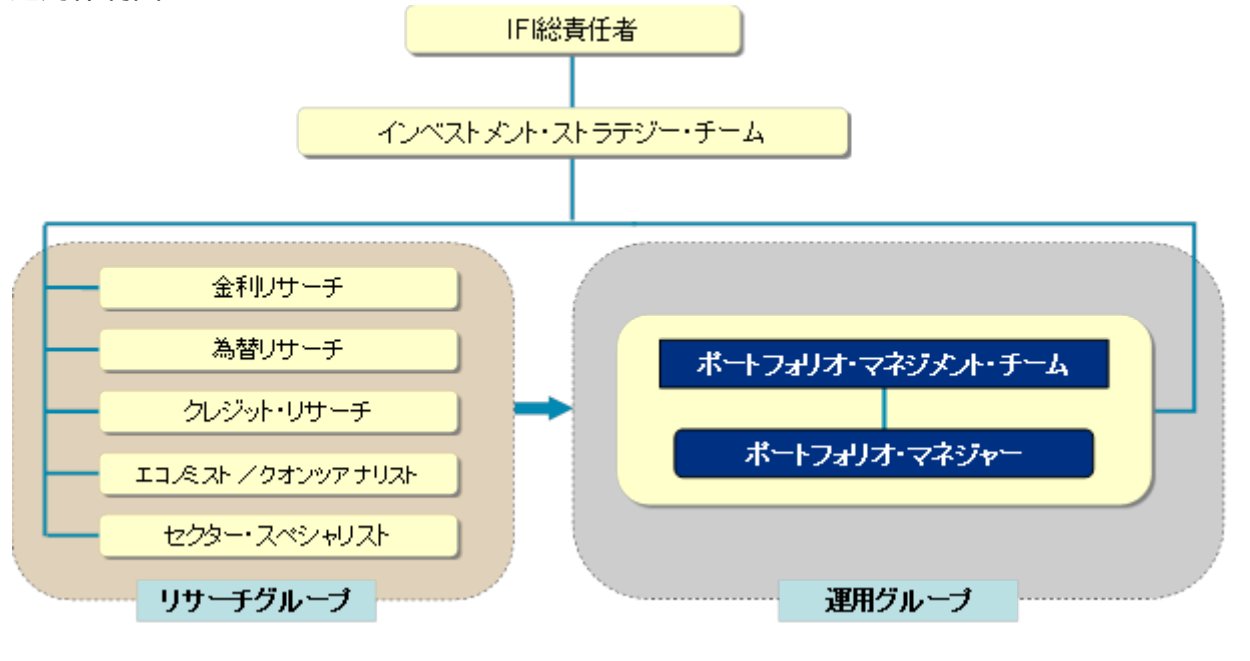 IFI総責任者
インベストメント・ストラテジー・チーム
金利リサーチ
為替リサーチ
クレジット・リサーチ
エコノミスト／クオンツアナリスト
セクター・スペシャリスト
リサーチグループ
ポートフォリオ・マネジメント・チーム
ポートフォリオ・マネジャー
運用グループ